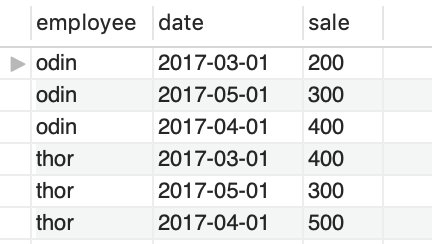 employee date sale
odin 2017-03-01 200
odin 2017-05-01 300
odin 2017-04-01 400
thor 2017-03-01 400
thor 2017-05-01 300
thor 2017-04-01 500